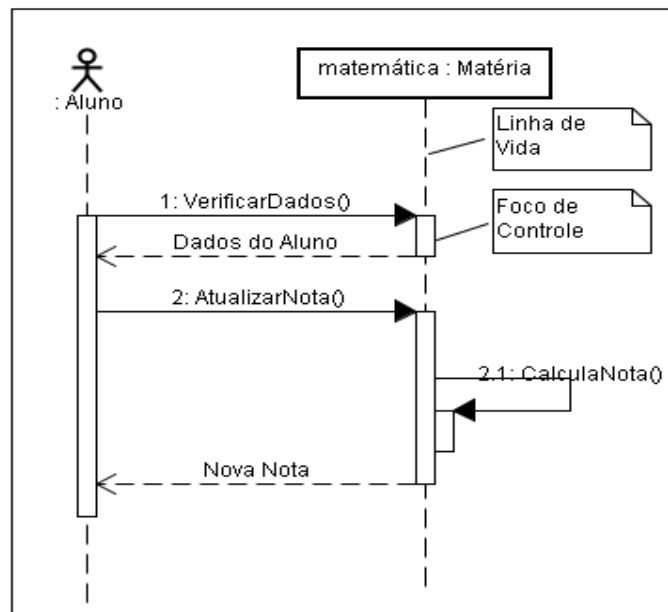 : Aluno
matemática : Matéria
Linha de
Vida
1: VerificarDados()
Foco de
Controle
Dados do Aluno
2: AtualizarNota()
2.1: CalculaNota()
Nova Nota